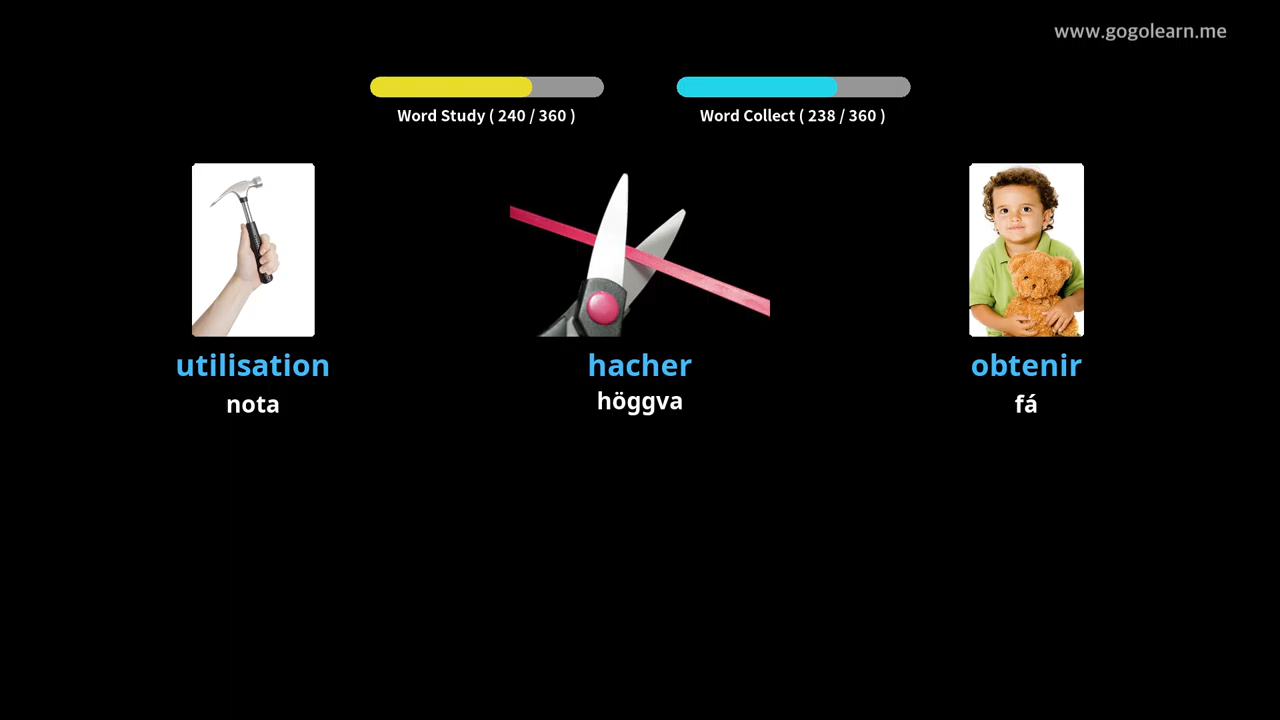 www.gogolearn.me
Word Study ( 240 / 360 )
Word Collect ( 238 / 360 )
utilisation
nota
hacher
höggva
obtenir
fá